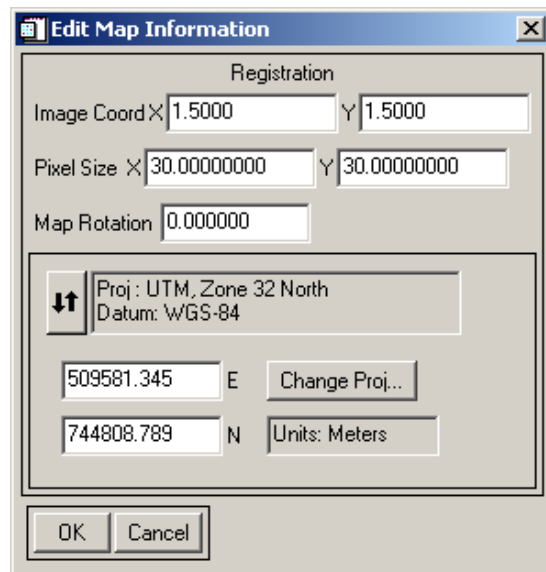 Edit Map Information
Registration
Image Coord X 1.5000 Y 1.5000
Pixel Size X 30.00000000 Y 30.00000000
Map Rotation 0.000000
Proj : UTM, Zone 32 North
Datum: WGS-84
509581.345 E Change Proj...
744808.789 N Units: Meters
OK Cancel